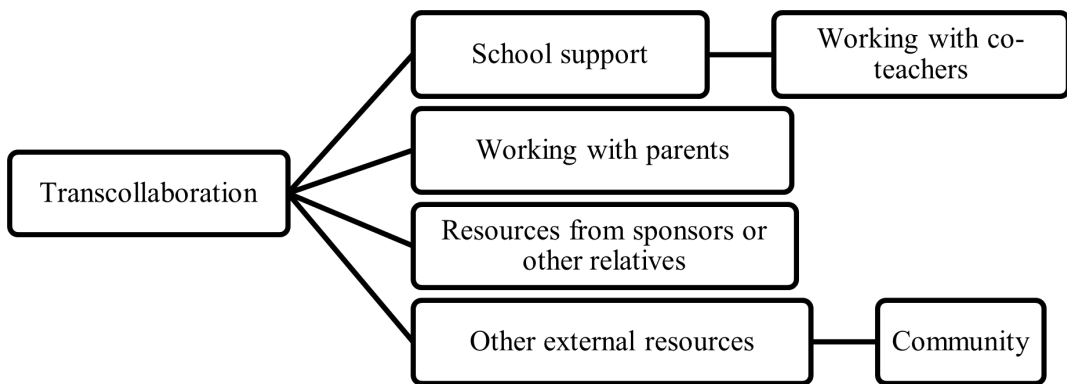 School support
Working with co-
teachers
Working with parents
Transcollaboration
Resources from sponsors or
other relatives
Other external resources
Community